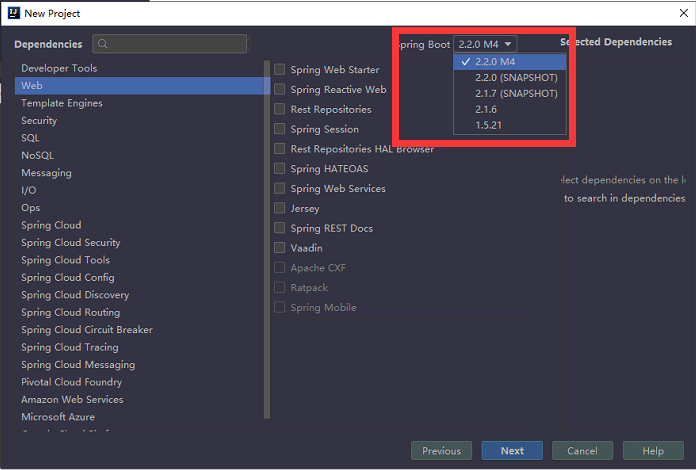 New Project
Dependencies
Spring Boot 2.2.0 M4
Selected Dependencies
2.2.0 M4
2.2.0 (SNAPSHOT)
2.1.7 (SNAPSHOT)
2.1.6
1.5.21
Developer Tools
Web
Template Engines
Security
SQL
NoSQL
Messaging
I/O
Ops
Spring Cloud
Spring Cloud Security
Spring Cloud Tools
Spring Cloud Config
Spring Cloud Discovery
Spring Cloud Routing
Spring Cloud Circuit Breaker
Spring Cloud Tracing
Spring Cloud Messaging
Pivotal Cloud Foundry
Amazon Web Services
Microsoft Azure
Spring Web Starter
Spring Reactive Web
Rest Repositories
Spring Session
Rest Repositories HAL Browser
Spring HATEOAS
Spring Web Services
Jersey
Spring REST Docs
Vaadin
Apache CXF
Ratpack
Spring Mobile
lect dependencies on the le
to search in dependencies
Previous
Next
Cancel
Help